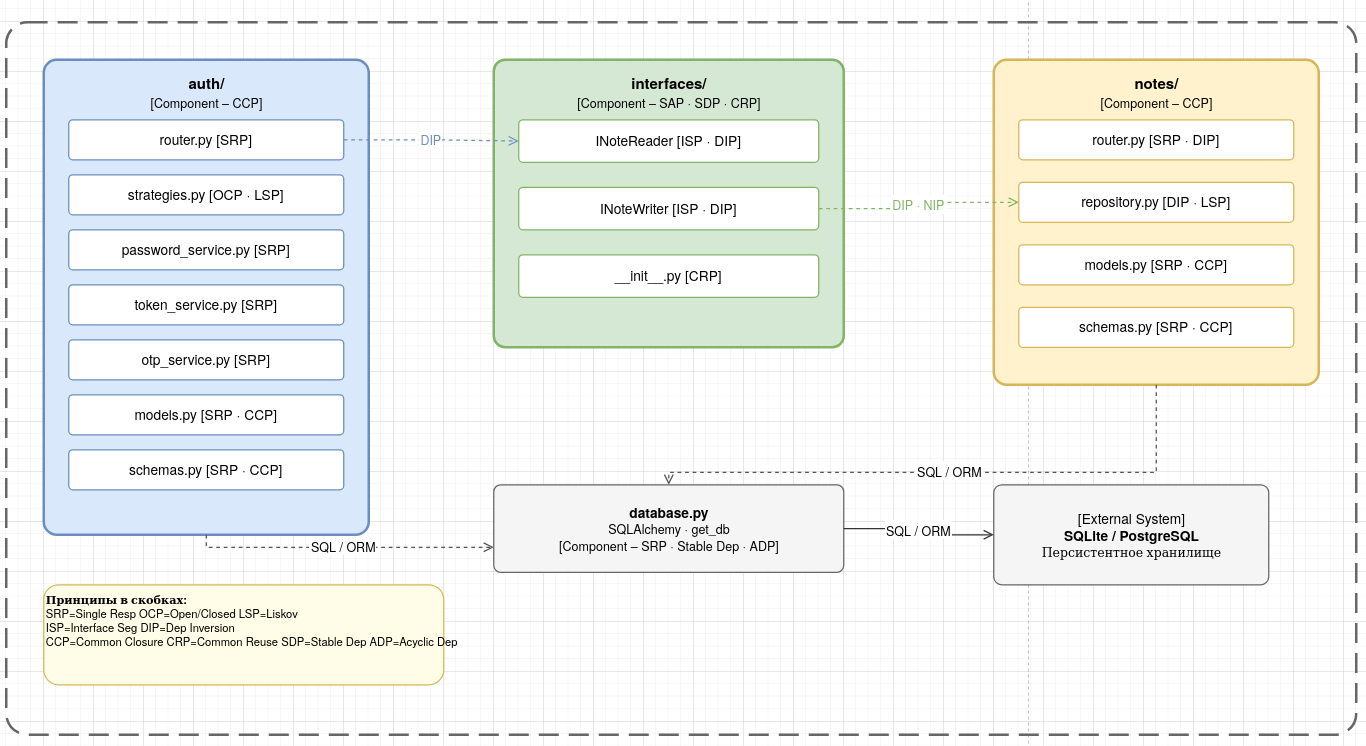 auth/
[Component – CCP]
router.py [SRP]
strategies.py [OCP · LSP]
password_service.py [SRP]
token_service.py [SRP]
otp_service.py [SRP]
models.py [SRP · CCP]
schemas.py [SRP · CCP]
DIP
interfaces/
[Component – SAP · SDP · CRP]
INoteReader [ISP · DIP]
INoteWriter [ISP · DIP]
__init__.py [CRP]
DIP · NIP
notes/
[Component – CCP]
router.py [SRP · DIP]
repository.py [DIP · LSP]
models.py [SRP · CCP]
schemas.py [SRP · CCP]
SQL / ORM
SQL / ORM
database.py
SQLAlchemy · get_db
[Component – SRP · Stable Dep · ADP]
SQL / ORM
[External System]
SQLite / PostgreSQL
Персистентное хранилище
Принципы в скобках:
SRP=Single Resp OCP=Open/Closed LSP=Liskov
ISP=Interface Seg DIP=Dep Inversion
CCP=Common Closure CRP=Common Reuse SDP=Stable Dep ADP=Acyclic Dep